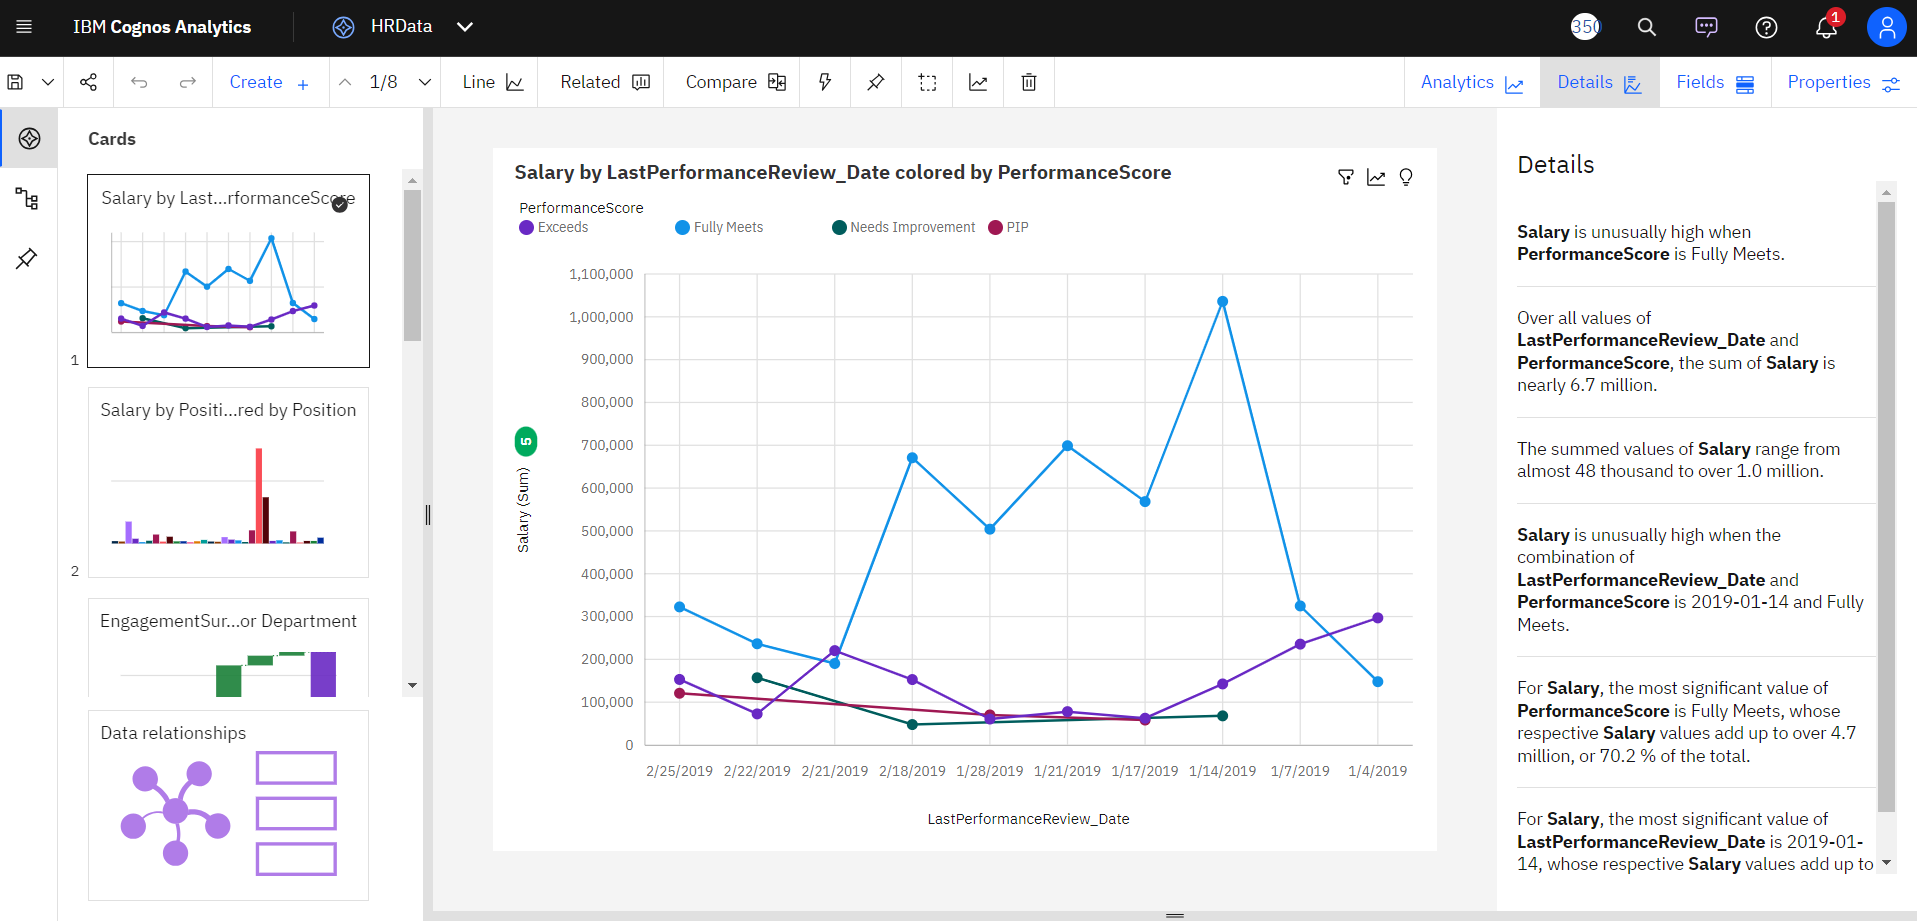 IBM Cognos Analytics
HRData
350
1
Create
1/8
Line
Related
Compare
Analytics
Details
Fields
Properties
Cards
Salary by Last...rformanceScore
1
Salary by Positi...red by Position
2
EngagementSur...or Department
Data relationships
Salary by LastPerformanceReview_Date colored by PerformanceScore
PerformanceScore
Exceeds
Fully Meets
Needs Improvement
PIP
1,100,000
1,000,000
900,000
800,000
700,000
600,000
500,000
400,000
300,000
200,000
100,000
0
5
Salary (Sum)
2/25/2019 2/22/2019 2/21/2019 2/18/2019 1/28/2019 1/21/2019 1/17/2019 1/14/2019 1/7/2019 1/4/2019
LastPerformanceReview_Date
Details
Salary is unusually high when
PerformanceScore is Fully Meets.
Over all values of
LastPerformanceReview_Date and
PerformanceScore, the sum of Salary is
nearly 6.7 million.
The summed values of Salary range from
almost 48 thousand to over 1.0 million.
Salary is unusually high when the
combination of
LastPerformanceReview_Date and
PerformanceScore is 2019-01-14 and Fully
Meets.
For Salary, the most significant value of
PerformanceScore is Fully Meets, whose
respective Salary values add up to over 4.7
million, or 70.2 % of the total.
For Salary, the most significant value of
LastPerformanceReview_Date is 2019-01-
14, whose respective Salary values add up to